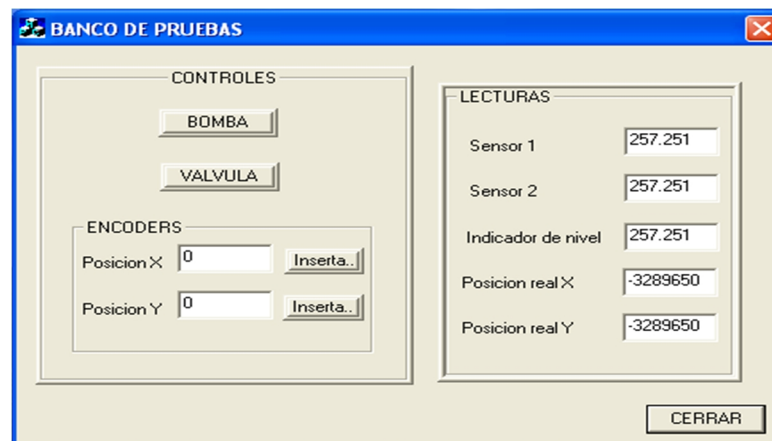 BANCO DE PRUEBAS
CONTROLES
BOMBA
VALVULA
ENCODERS
Posicion X 0 Inserta..
Posicion Y 0 Inserta..
LECTURAS
Sensor 1 257.251
Sensor 2 257.251
Indicador de nivel 257.251
Posicion real X -3289650
Posicion real Y -3289650
CERRAR